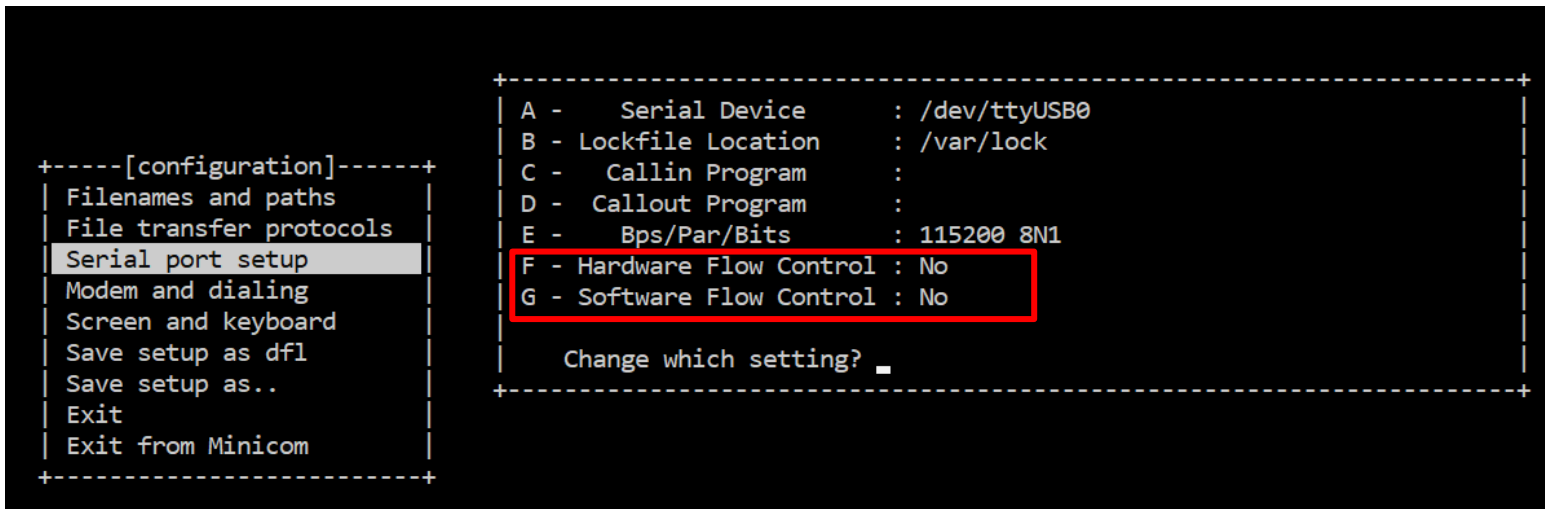 A -    Serial Device      : /dev/ttyUSB0
B - Lockfile Location     : /var/lock
C -   Callin Program      :
D -  Callout Program      :
E -    Bps/Par/Bits       : 115200 8N1
F - Hardware Flow Control : No
G - Software Flow Control : No
Change which setting?
[configuration]
Filenames and paths
File transfer protocols
Serial port setup
Modem and dialing
Screen and keyboard
Save setup as dfl
Save setup as..
Exit
Exit from Minicom